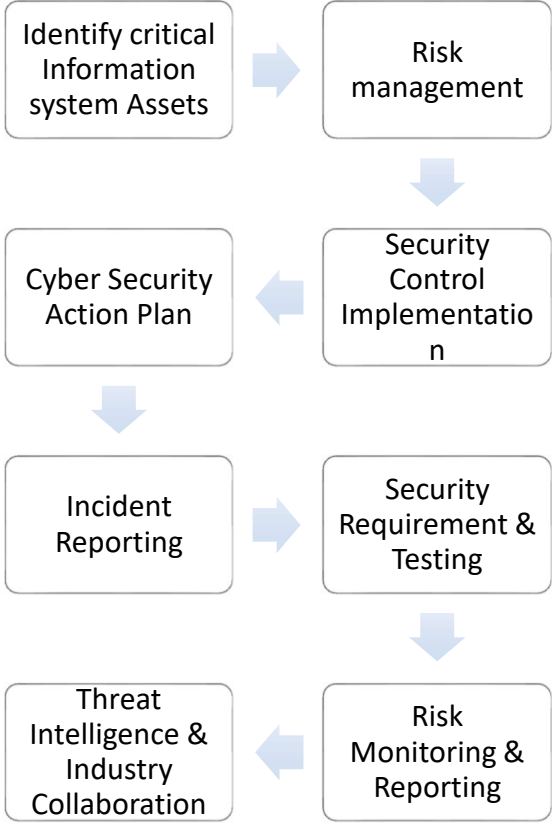 Identify critical
Information
system Assets
Risk
management
Security
Control
Implementatio
n
Cyber Security
Action Plan
Incident
Reporting
Security
Requirement &
Testing
Risk
Monitoring &
Reporting
Threat
Intelligence &
Industry
Collaboration